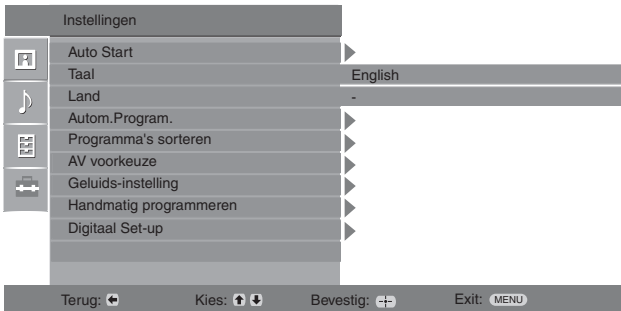 Instellingen
Auto Start
Taal English
Land -
Autom.Program.
Programma's sorteren
AV voorkeuze
Geluids-instelling
Handmatig programmeren
Digitaal Set-up
Terug: Kies: Bevestig: Exit: MENU